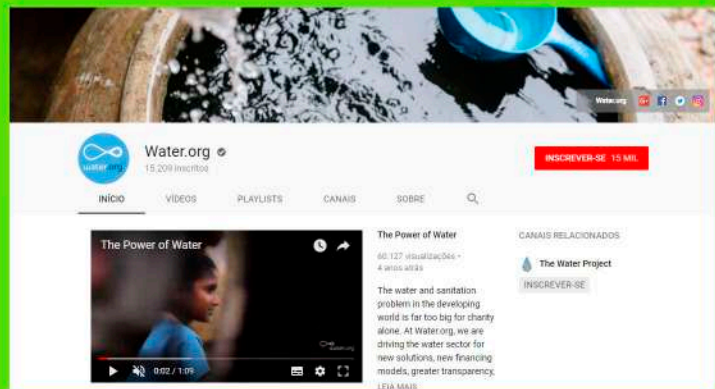 Water.org
Water.org
water.org
15,209 inscritos
INSCREVER-SE 15 MIL
INÍCIO VÍDEOS PLAYLISTS CANAIS SOBRE
The Power of Water
water.org
0:02 / 1:09
The Power of Water
60.127 visualizações •
4 anos atrás
The water and sanitation
problem in the developing
world is far too big for charity
alone. At Water.org, we are
driving the water sector for
new solutions, new financing
models, greater transparency,
LEIA MAIS
CANAIS RELACIONADOS
The Water Project
INSCREVER-SE